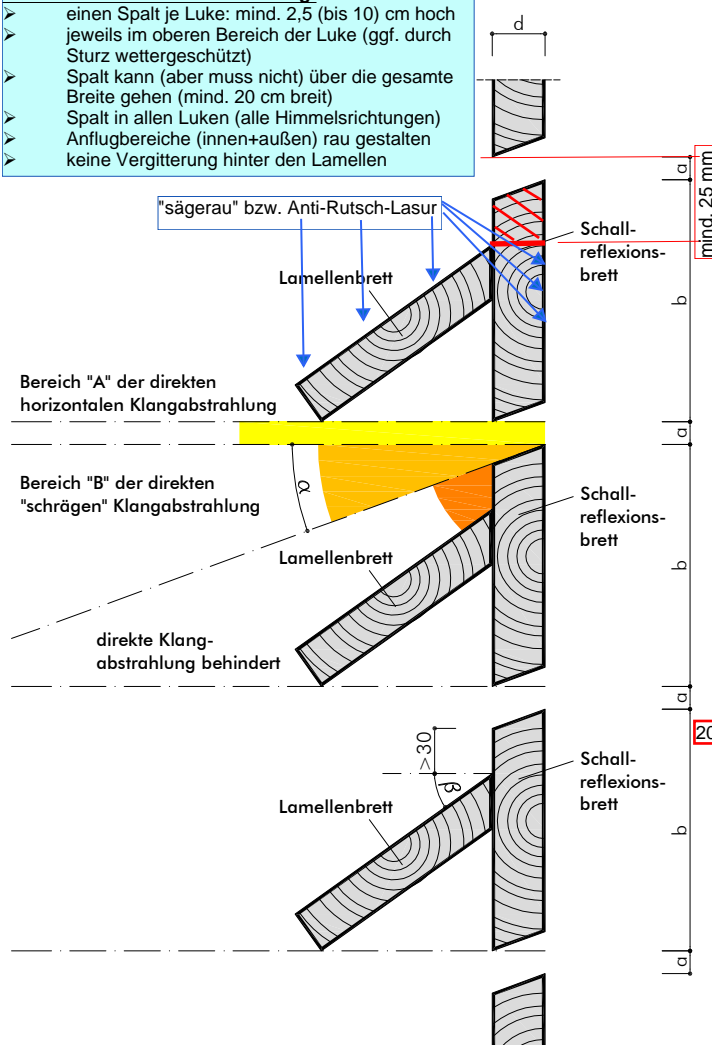 ➢ einen Spalt je Luke: mind. 2,5 (bis 10) cm hoch
➢ jeweils im oberen Bereich der Luke (ggf. durch
Sturz wettergeschützt)
➢ Spalt kann (aber muss nicht) über die gesamte
Breite gehen (mind. 20 cm breit)
➢ Spalt in allen Luken (alle Himmelsrichtungen)
➢ Anflugbereiche (innen+außen) rau gestalten
➢ keine Vergitterung hinter den Lamellen
d
a
mind. 25 mm
"sägerau" bzw. Anti-Rutsch-Lasur
Schall-
reflexions-
brett
Lamellenbrett
b
Bereich "A" der direkten
horizontalen Klangabstrahlung
a
Bereich "B" der direkten
"schrägen" Klangabstrahlung
α
Schall-
reflexions-
brett
Lamellenbrett
b
direkte Klang-
abstrahlung behindert
a
20
>30
β
Schall-
reflexions-
brett
Lamellenbrett
b
a